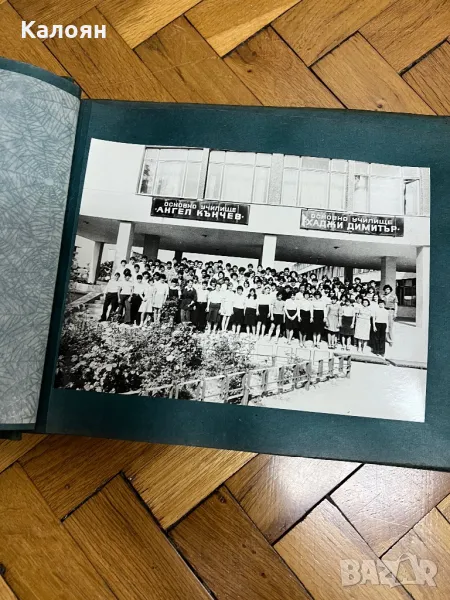 Калоян
ОСНОВНО УЧИЛИЩЕ
"АНГЕЛ КЪНЧЕВ"
ОСНОВНО УЧИЛИЩЕ
"ХАДЖИ ДИМИТЪР"
BAZAR